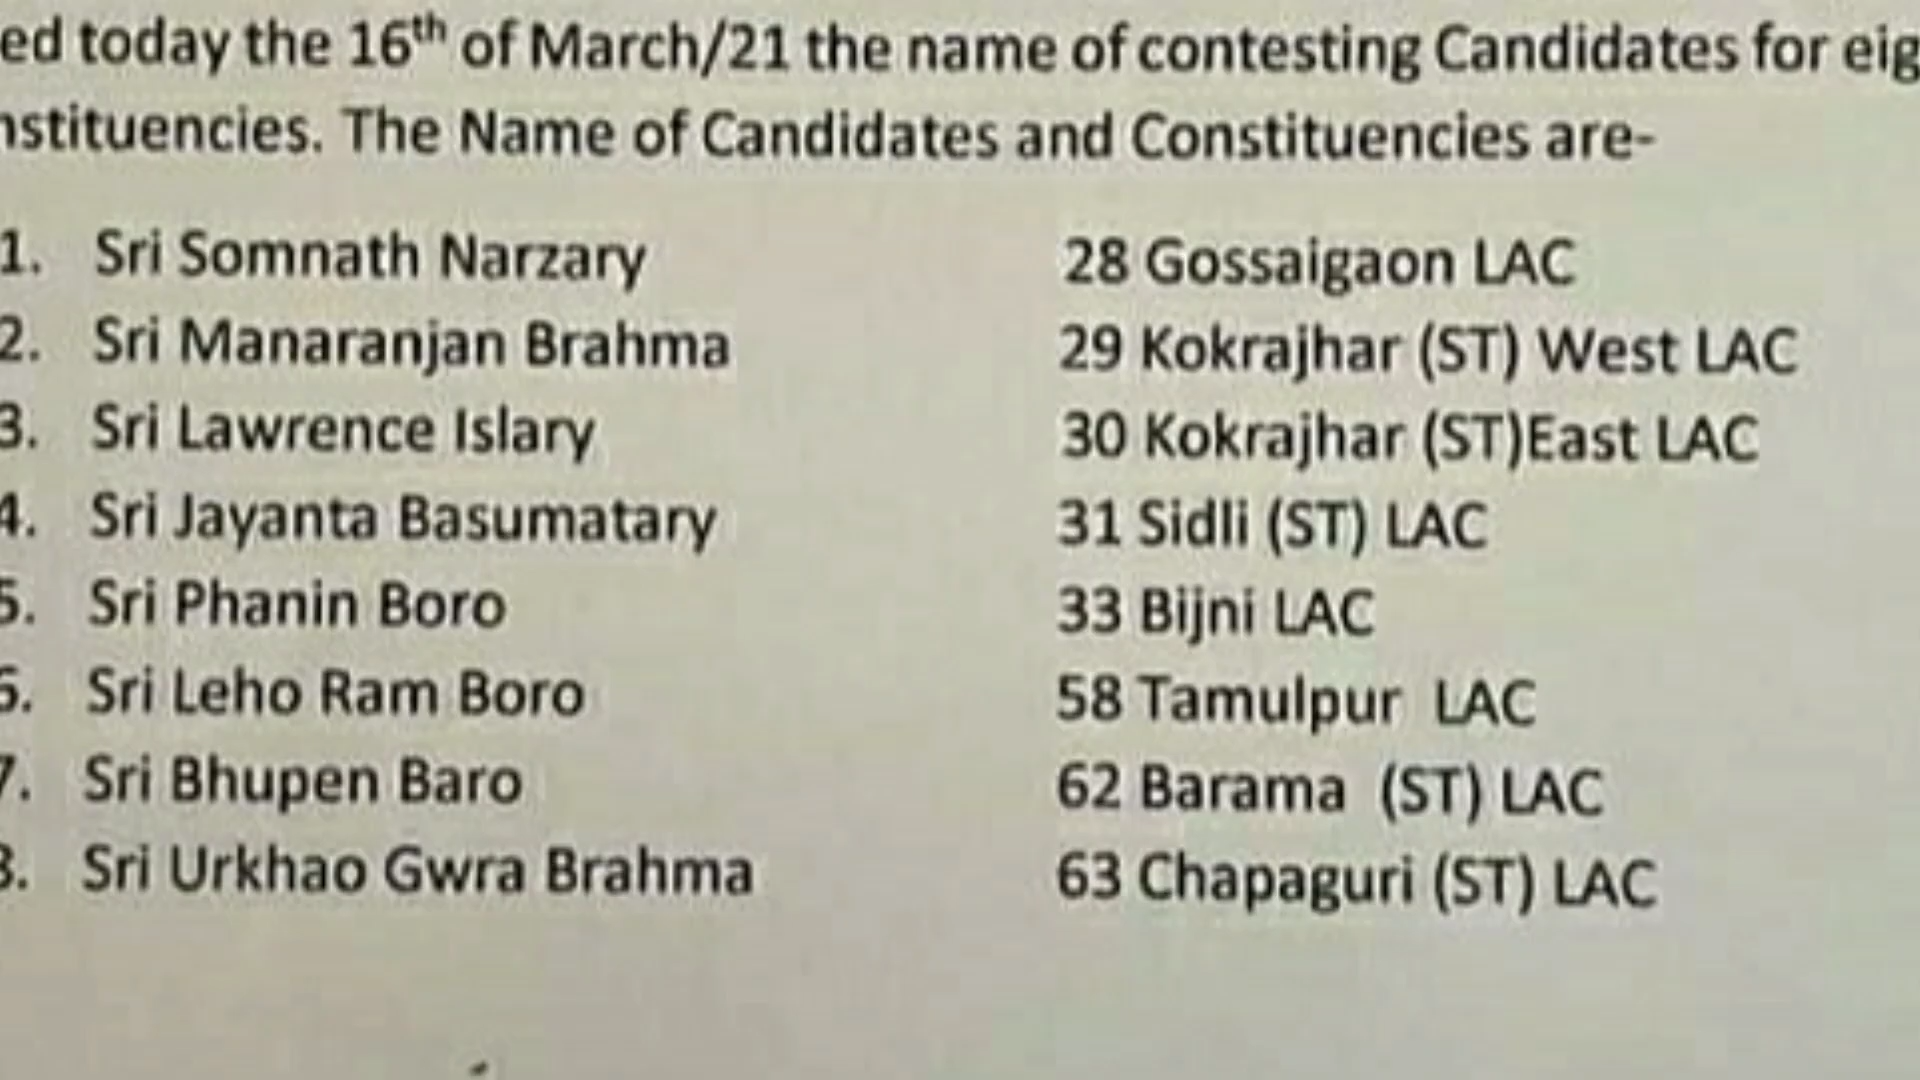 ed today the 16th of March/21 the name of contesting Candidates for eig
nstituencies. The Name of Candidates and Constituencies are-
1. Sri Somnath Narzary 28 Gossaigaon LAC
2. Sri Manaranjan Brahma 29 Kokrajhar (ST) West LAC
3. Sri Lawrence Islary 30 Kokrajhar (ST)East LAC
4. Sri Jayanta Basumatary 31 Sidli (ST) LAC
5. Sri Phanin Boro 33 Bijni LAC
6. Sri Leho Ram Boro 58 Tamulpur LAC
7. Sri Bhupen Baro 62 Barama (ST) LAC
8. Sri Urkhao Gwra Brahma 63 Chapaguri (ST) LAC